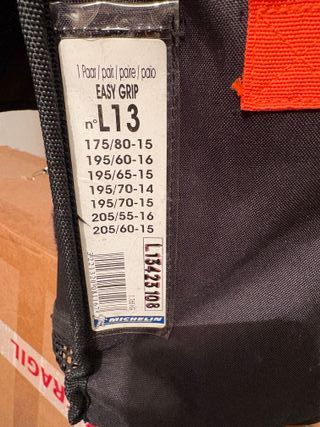 1 Paar / pair / paire / paio
EASY GRIP
n° L13
175/80-15
195/60-16
195/65-15
195/70-14
195/70-15
205/55-16
205/60-15
L13423108
MICHELIN
FRAGIL